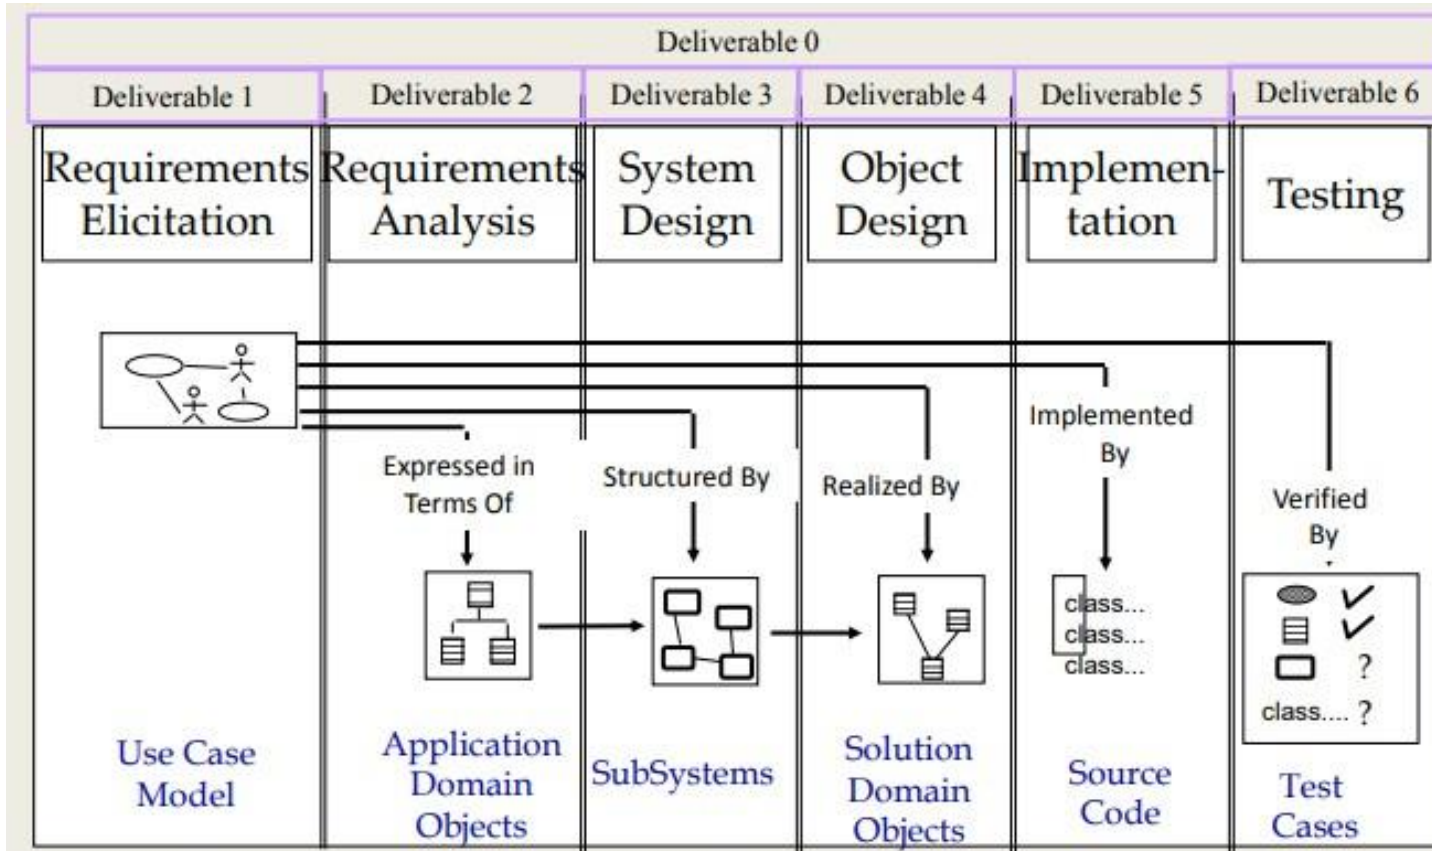 Deliverable 0
Deliverable 1
Deliverable 2
Deliverable 3
Deliverable 4
Deliverable 5
Deliverable 6
Requirements
Elicitation
Requirements
Analysis
System
Design
Object
Design
Implemen-
tation
Testing
Expressed in
Terms Of
Structured By
Realized By
Implemented
By
Verified
By
class...
class...
class...
?
class.... ?
Use Case
Model
Application
Domain
Objects
SubSystems
Solution
Domain
Objects
Source
Code
Test
Cases